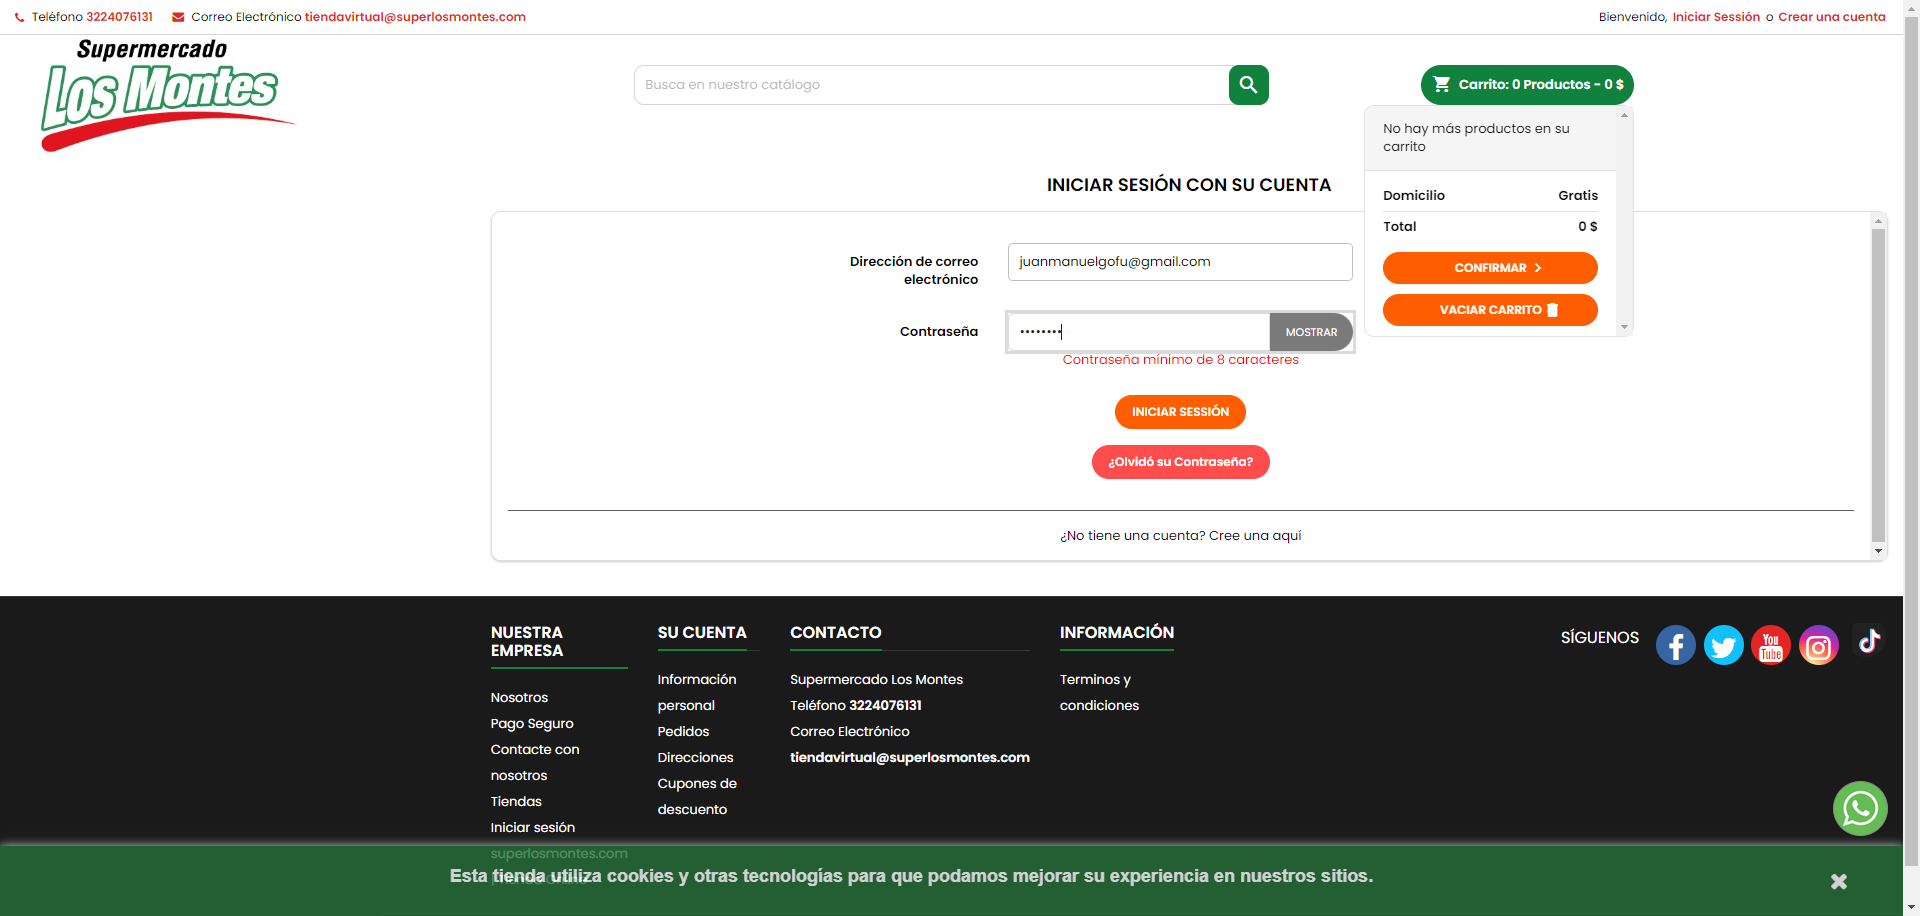 Teléfono 3224076131 Correo Electrónico tiendavirtual@superlosmontes.com
Bienvenido, Iniciar Sessión o Crear una cuenta
Supermercado
Los Montes
Busca en nuestro catálogo
Carrito: 0 Productos - 0 $
No hay más productos en su
carrito
Domicilio Gratis
Total 0 $
CONFIRMAR
VACIAR CARRITO
INICIAR SESIÓN CON SU CUENTA
Dirección de correo
electrónico
juanmanuelgofu@gmail.com
Contraseña
MOSTRAR
Contraseña mínimo de 8 caracteres
INICIAR SESSIÓN
¿Olvidó su Contraseña?
¿No tiene una cuenta? Cree una aquí
NUESTRA
EMPRESA
Nosotros
Pago Seguro
Contacte con
nosotros
Tiendas
Iniciar sesión
superlosmontes.com
SU CUENTA
Información
personal
Pedidos
Direcciones
Cupones de
descuento
CONTACTO
Supermercado Los Montes
Teléfono 3224076131
Correo Electrónico
tiendavirtual@superlosmontes.com
INFORMACIÓN
Terminos y
condiciones
SÍGUENOS
You
Tube
Esta tienda utiliza cookies y otras tecnologías para que podamos mejorar su experiencia en nuestros sitios.